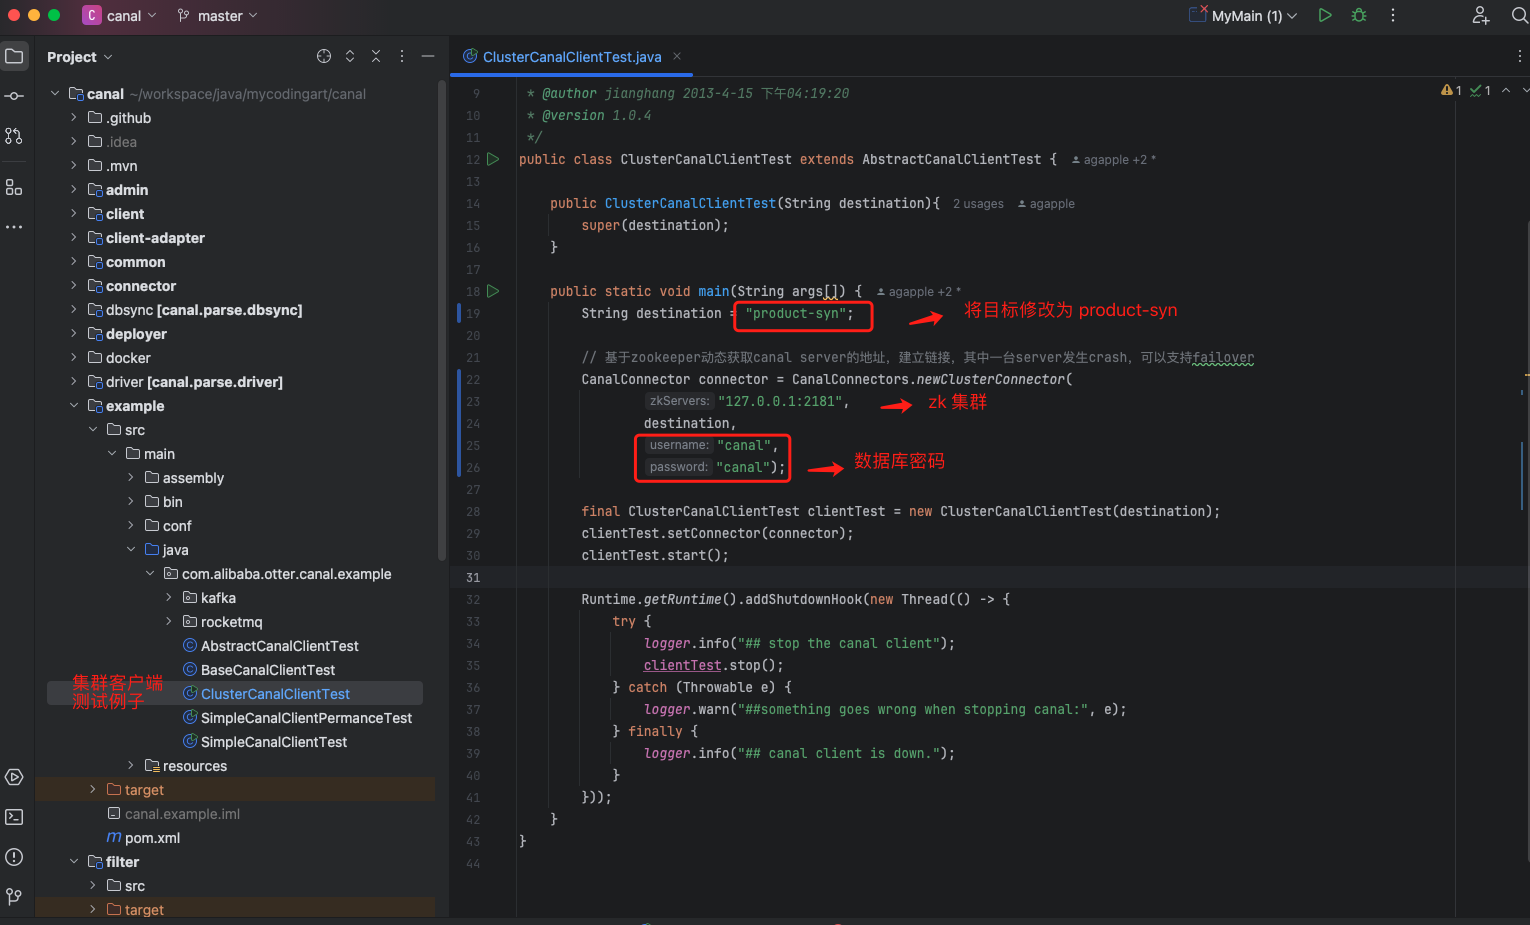 C canal master MyMain (1)
Project
ClusterCanalClientTest.java
canal ~/workspace/java/mycodingart/canal
.github
.idea
.mvn
admin
client
client-adapter
common
connector
dbsync [canal.parse.dbsync]
deployer
docker
driver [canal.parse.driver]
example
src
main
assembly
bin
conf
java
com.alibaba.otter.canal.example
kafka
rocketmq
AbstractCanalClientTest
BaseCanalClientTest
集群客户端
测试例子
ClusterCanalClientTest
SimpleCanalClientPermanceTest
SimpleCanalClientTest
resources
target
canal.example.iml
m pom.xml
filter
src
target
1 1
9 * @author jianghang 2013-4-15 下午04:19:20
10 * @version 1.0.4
11 */
12 public class ClusterCanalClientTest extends AbstractCanalClientTest { agapple +2 *
13
14 public ClusterCanalClientTest(String destination){ 2 usages agapple
15 super(destination);
16 }
17
18 public static void main(String args[]) { agapple +2 *
19 String destination = "product-syn"; 将目标修改为 product-syn
20
21 // 基于zookeeper动态获取canal server的地址，建立链接，其中一台server发生crash，可以支持failover
22 CanalConnector connector = CanalConnectors.newClusterConnector(
23 zkServers: "127.0.0.1:2181", zk 集群
24 destination,
25 username: "canal",
26 password: "canal"); 数据库密码
27
28 final ClusterCanalClientTest clientTest = new ClusterCanalClientTest(destination);
29 clientTest.setConnector(connector);
30 clientTest.start();
31
32 Runtime.getRuntime().addShutdownHook(new Thread(() -> {
33 try {
34 logger.info("## stop the canal client");
35 clientTest.stop();
36 } catch (Throwable e) {
37 logger.warn("##something goes wrong when stopping canal:", e);
38 } finally {
39 logger.info("## canal client is down.");
40 }
41 }));
42 }
43 }
44